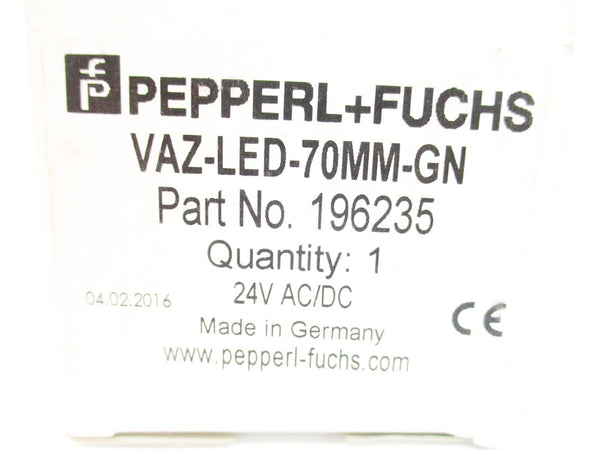 PEPPERL+FUCHS
VAZ-LED-70MM-GN
Part No. 196235
Quantity: 1
04.02.2016
24V AC/DC
CE
Made in Germany
www.pepperl-fuchs.com